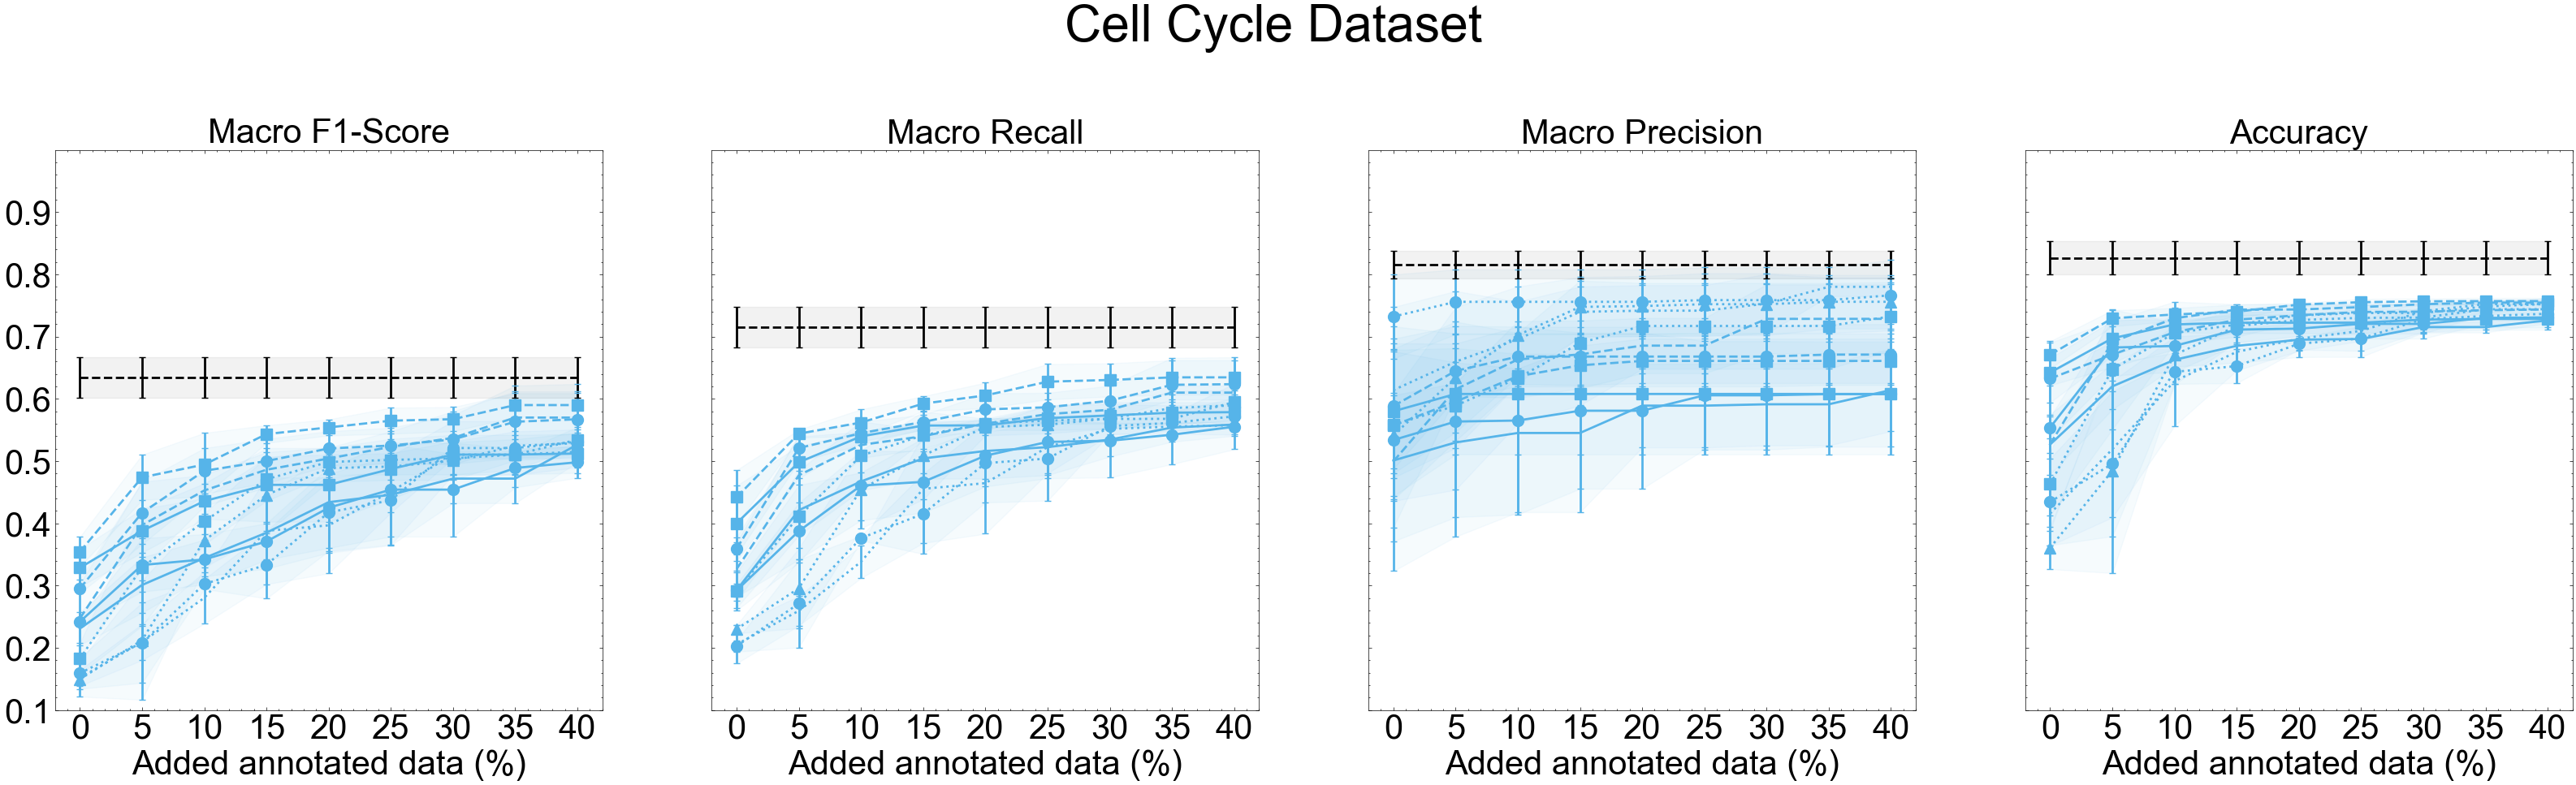 Cell Cycle Dataset
Macro F1-Score
Macro Recall
Macro Precision
Accuracy
0.9
0.8
0.7
0.6
0.5
0.4
0.3
0.2
0.1
0 5 10 15 20 25 30 35 40
0 5 10 15 20 25 30 35 40
0 5 10 15 20 25 30 35 40
0 5 10 15 20 25 30 35 40
Added annotated data (%)
Added annotated data (%)
Added annotated data (%)
Added annotated data (%)